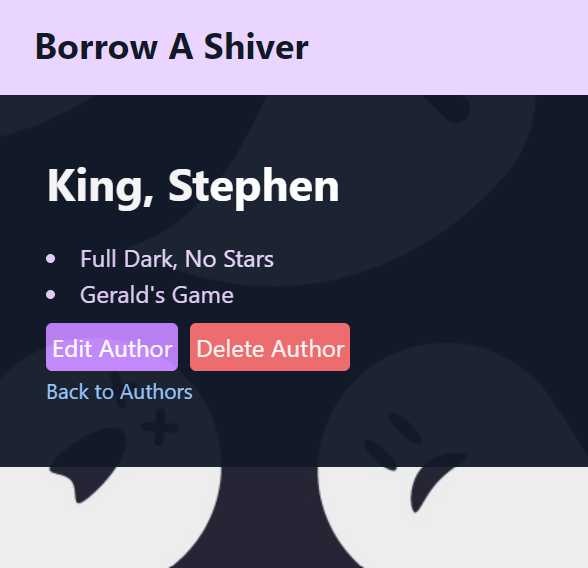 Borrow A Shiver
King, Stephen
Full Dark, No Stars
Gerald's Game
Edit Author Delete Author
Back to Authors